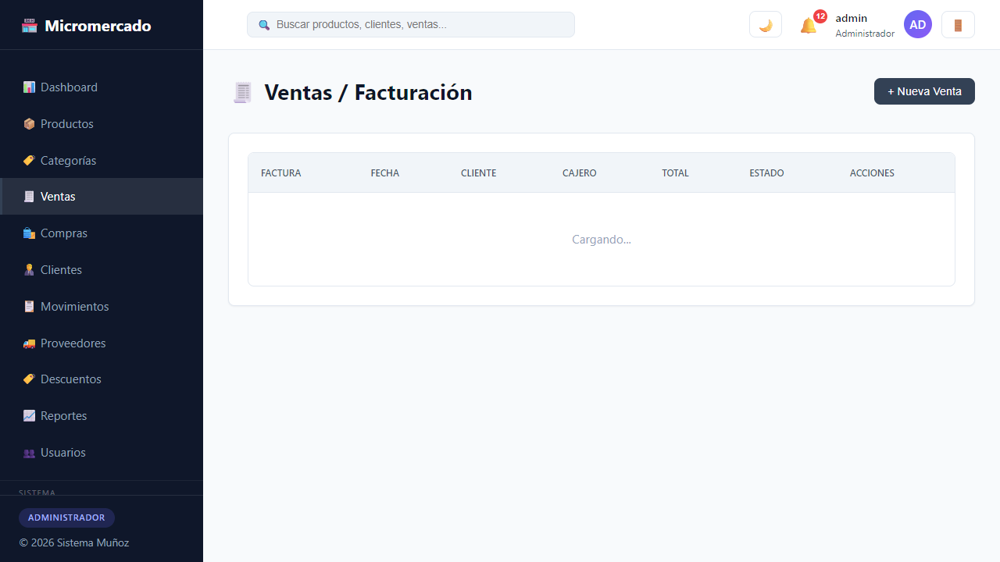 Micromercado
Buscar productos, clientes, ventas...
12
admin
Administrador
AD
Dashboard
Productos
Categorías
Ventas
Compras
Clientes
Movimientos
Proveedores
Descuentos
Reportes
Usuarios
SISTEMA
ADMINISTRADOR
© 2026 Sistema Muñoz
Ventas / Facturación
+ Nueva Venta
FACTURA FECHA CLIENTE CAJERO TOTAL ESTADO ACCIONES
Cargando...